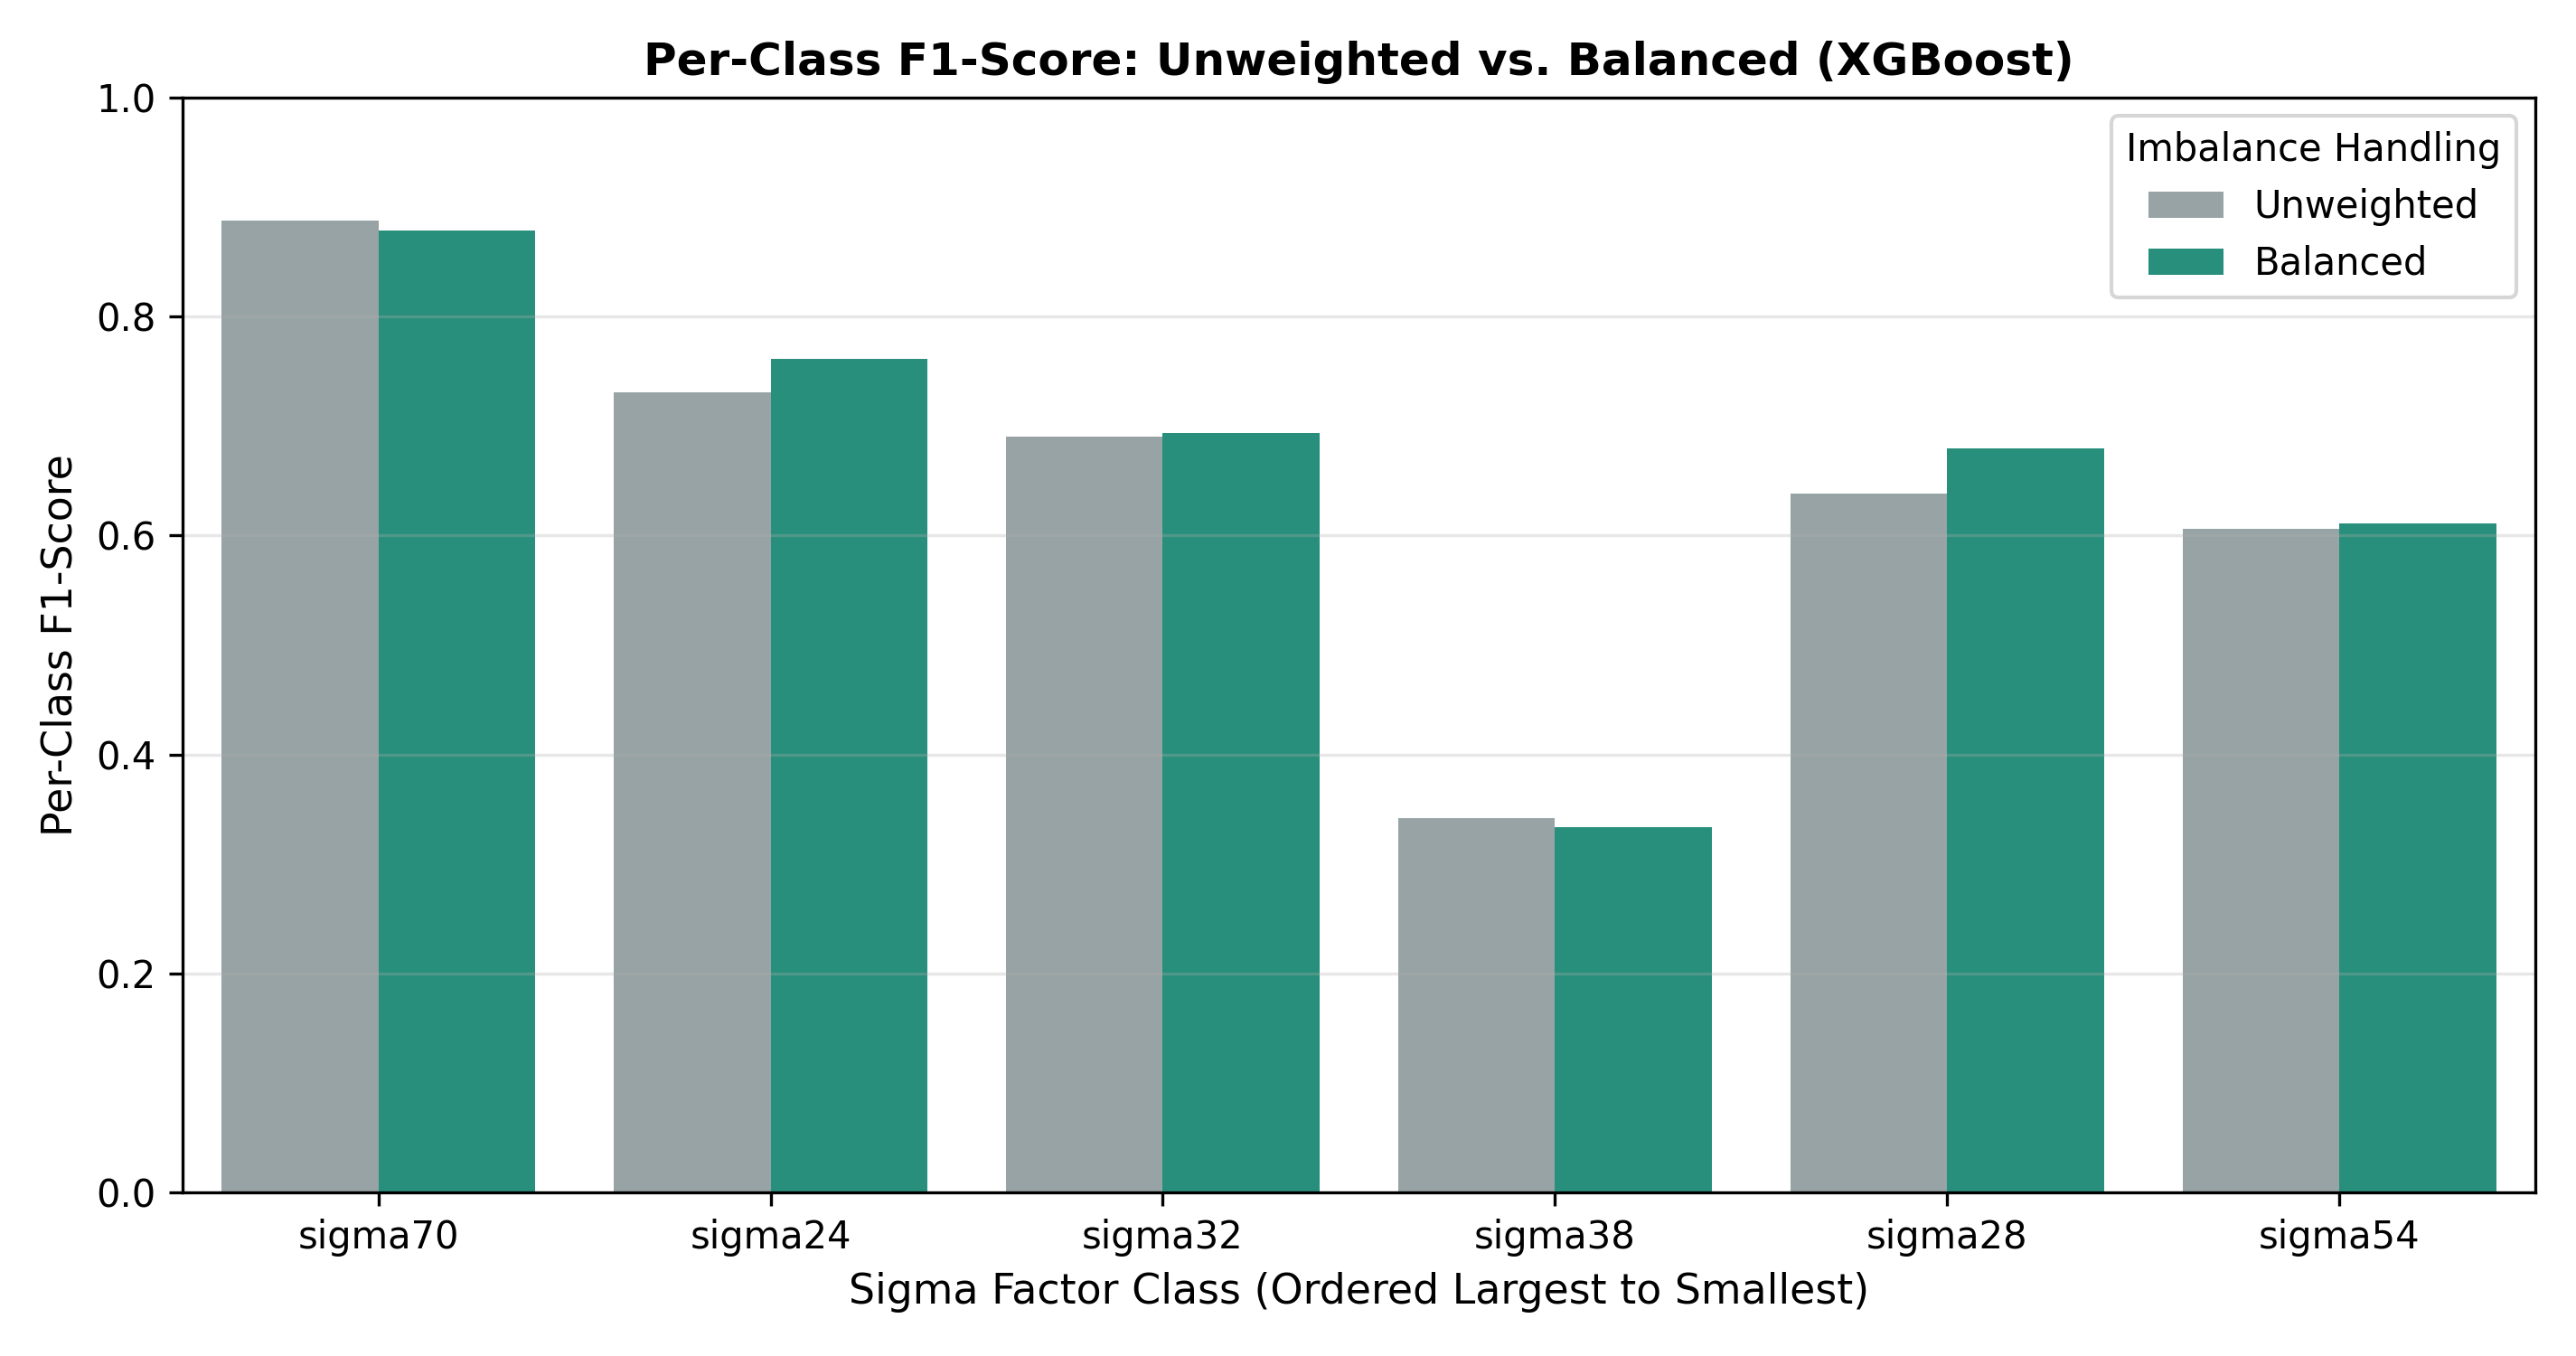 Per-Class F1-Score: Unweighted vs. Balanced (XGBoost)
Imbalance Handling
Unweighted
Balanced
Per-Class F1-Score
1.0
0.8
0.6
0.4
0.2
0.0
sigma70 sigma24 sigma32 sigma38 sigma28 sigma54
Sigma Factor Class (Ordered Largest to Smallest)